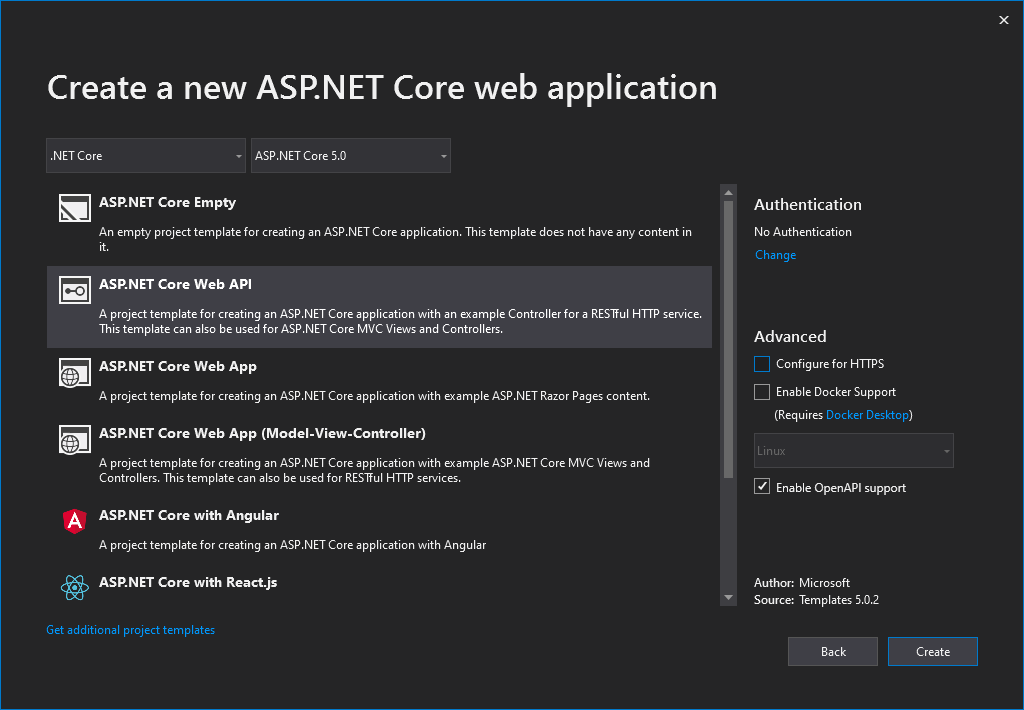 Create a new ASP.NET Core web application
.NET Core
ASP.NET Core 5.0
ASP.NET Core Empty
An empty project template for creating an ASP.NET Core application. This template does not have any content in
it.
ASP.NET Core Web API
A project template for creating an ASP.NET Core application with an example Controller for a RESTful HTTP service.
This template can also be used for ASP.NET Core MVC Views and Controllers.
ASP.NET Core Web App
A project template for creating an ASP.NET Core application with example ASP.NET Razor Pages content.
ASP.NET Core Web App (Model-View-Controller)
A project template for creating an ASP.NET Core application with example ASP.NET Core MVC Views and
Controllers. This template can also be used for RESTful HTTP services.
ASP.NET Core with Angular
A project template for creating an ASP.NET Core application with Angular
ASP.NET Core with React.js
Get additional project templates
Authentication
No Authentication
Change
Advanced
Configure for HTTPS
Enable Docker Support
(Requires Docker Desktop)
Linux
Enable OpenAPI support
Author: Microsoft
Source: Templates 5.0.2
Back
Create